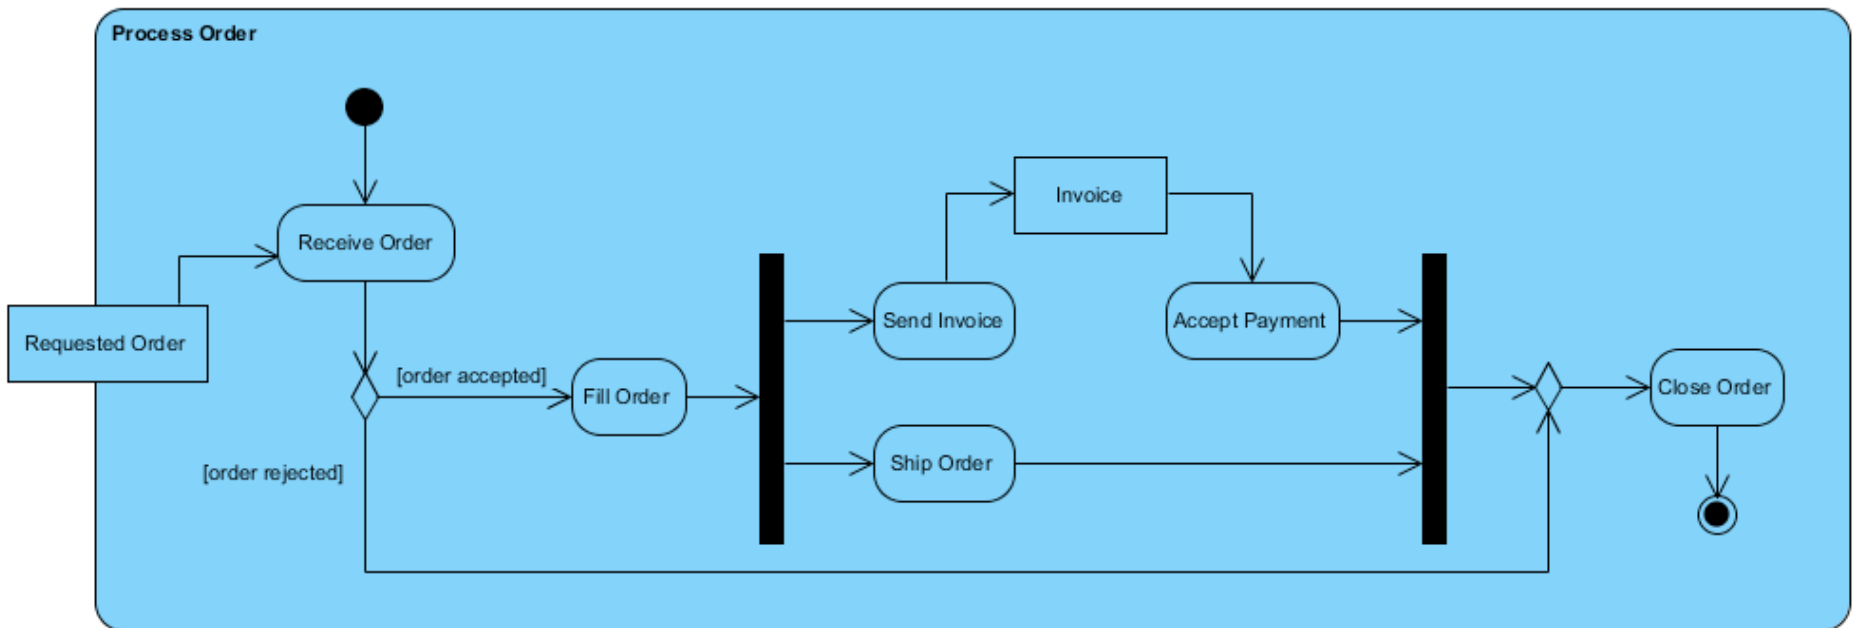 Process Order
Receive Order
Requested Order
[order accepted]
[order rejected]
Fill Order
Send Invoice
Invoice
Accept Payment
Ship Order
Close Order